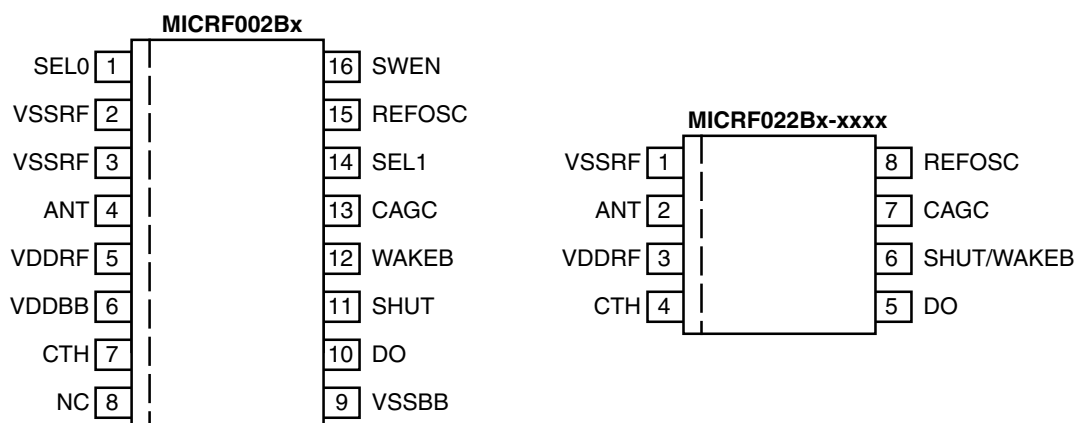 MICRF002Bx
SEL0 1 16 SWEN
VSSRF 2 15 REFOSC
VSSRF 3 14 SEL1
ANT 4 13 CAGC
VDDRF 5 12 WAKEB
VDDBB 6 11 SHUT
CTH 7 10 DO
NC 8 9 VSSBB
MICRF022Bx-xxxx
VSSRF 1 8 REFOSC
ANT 2 7 CAGC
VDDRF 3 6 SHUT/WAKEB
CTH 4 5 DO